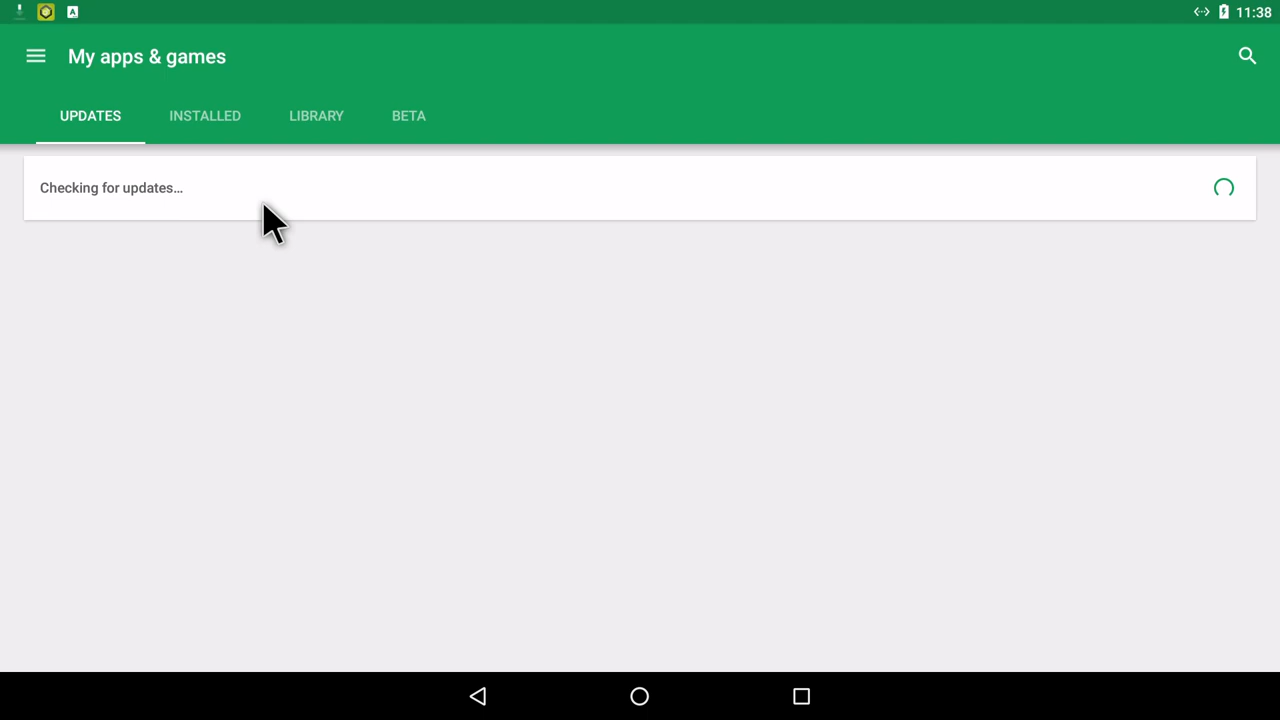 11:38
My apps & games
UPDATES INSTALLED LIBRARY BETA
Checking for updates...